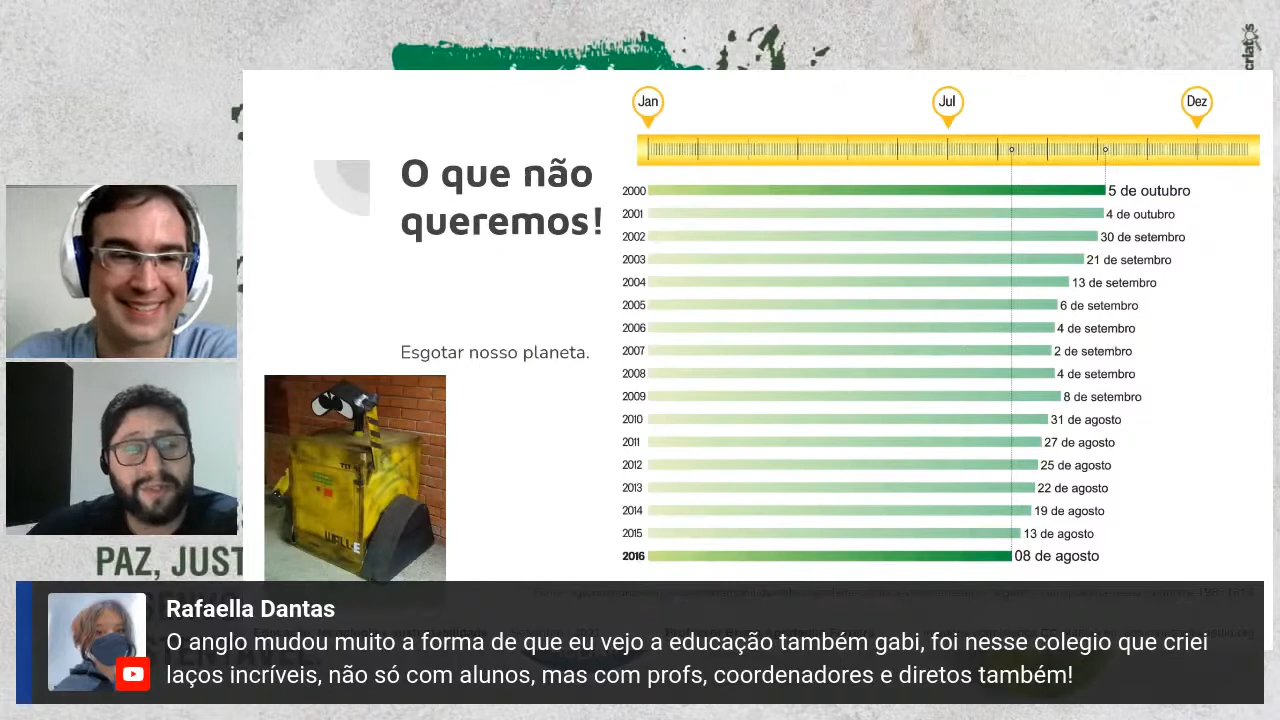 criatos
Jan Jul Dez
O que não
queremos!
2000 5 de outubro
2001 4 de outubro
2002 30 de setembro
2003 21 de setembro
2004 13 de setembro
2005 6 de setembro
2006 4 de setembro
2007 2 de setembro
2008 4 de setembro
2009 8 de setembro
2010 31 de agosto
2011 27 de agosto
2012 25 de agosto
2013 22 de agosto
2014 19 de agosto
2015 13 de agosto
2016 08 de agosto
Esgotar nosso planeta.
WALL-E
PAZ, JUST
Rafaella Dantas
O anglo mudou muito a forma de que eu vejo a educação também gabi, foi nesse colegio que criei
laços incríveis, não só com alunos, mas com profs, coordenadores e diretos também!